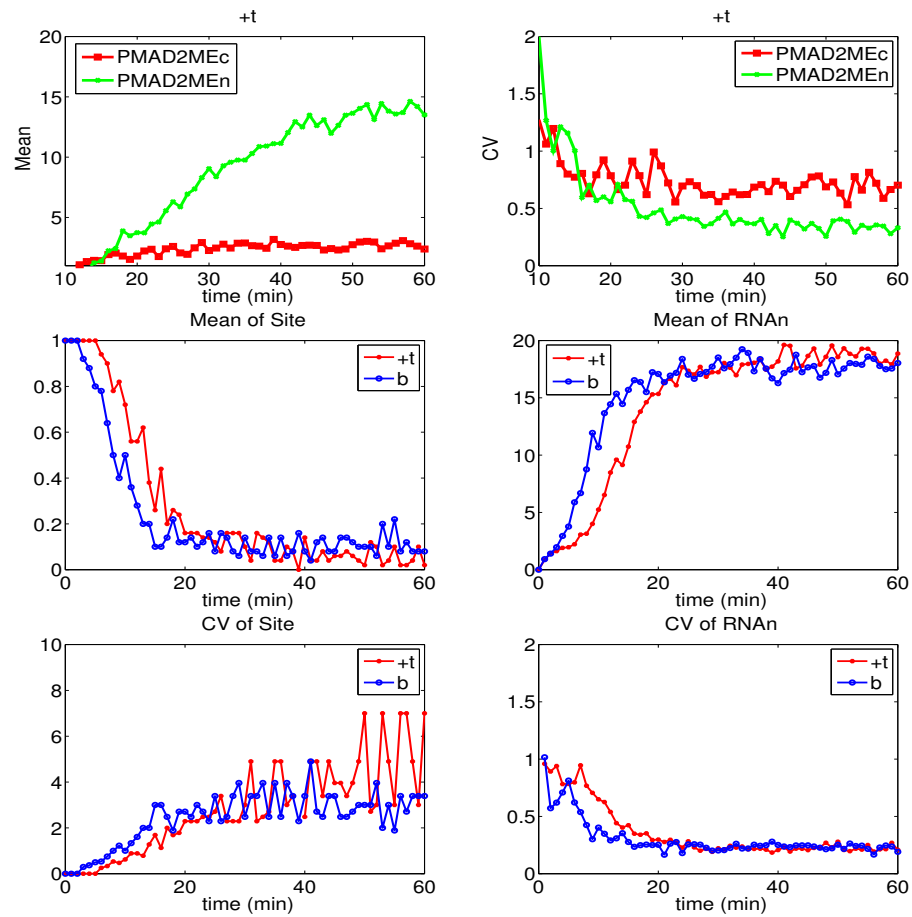 +t
20
15
10
5
Mean
PMAD2MEc
PMAD2MEn
10 20 30 40 50 60
time (min)
+t
2
1.5
1
0.5
0
CV
PMAD2MEc
PMAD2MEn
10 20 30 40 50 60
time (min)
Mean of Site
1
0.8
0.6
0.4
0.2
0
+t
b
0 20 40 60
time (min)
Mean of RNAn
20
15
10
5
0
+t
b
0 20 40 60
time (min)
CV of Site
10
8
6
4
2
0
+t
b
0 20 40 60
time (min)
CV of RNAn
2
1.5
1
0.5
0
+t
b
0 20 40 60
time (min)